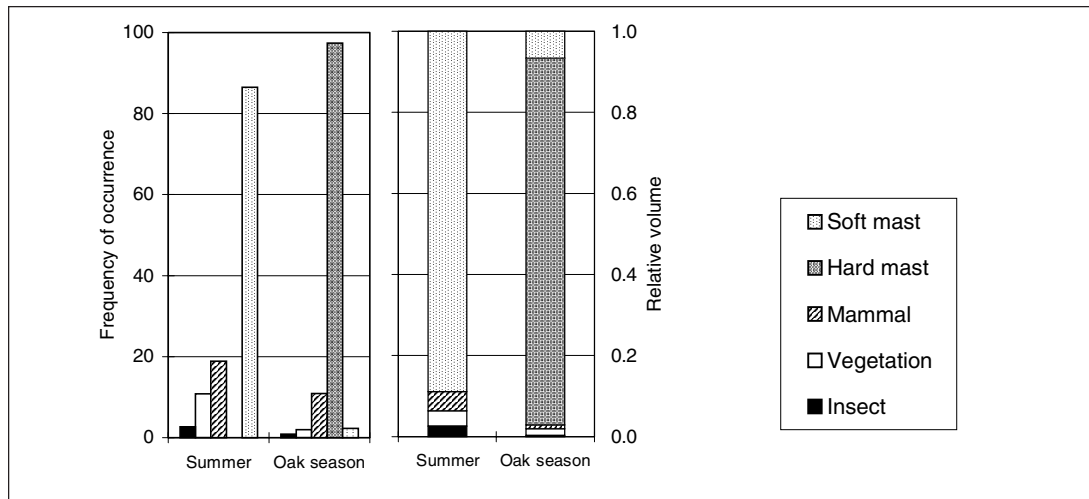 Frequency of occurrence
100
80
60
40
20
0
Summer
Oak season
Relative volume
1.0
0.8
0.6
0.4
0.2
0.0
Summer
Oak season
Soft mast
Hard mast
Mammal
Vegetation
Insect